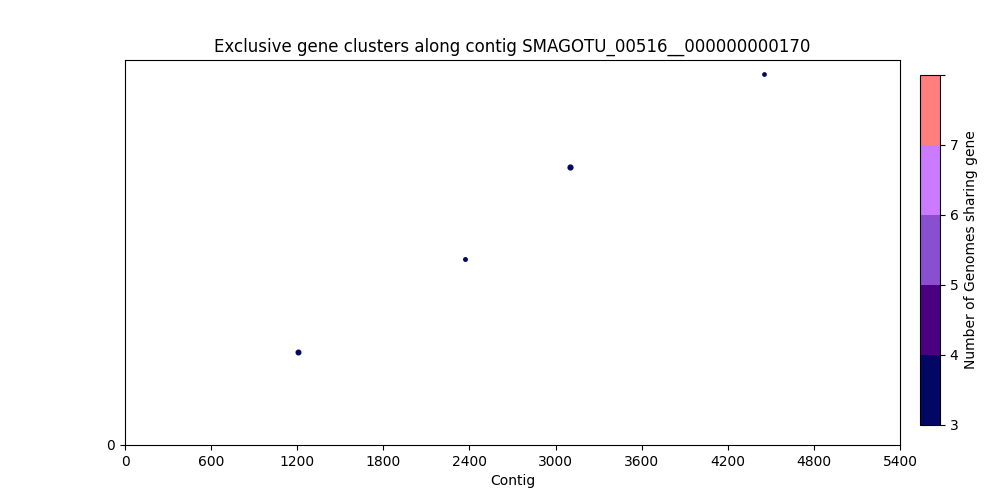 Exclusive gene clusters along contig SMAGOTU_00516__000000000170
7
6
5
4
3
Number of Genomes sharing gene
0
0 600 1200 1800 2400 3000 3600 4200 4800 5400
Contig